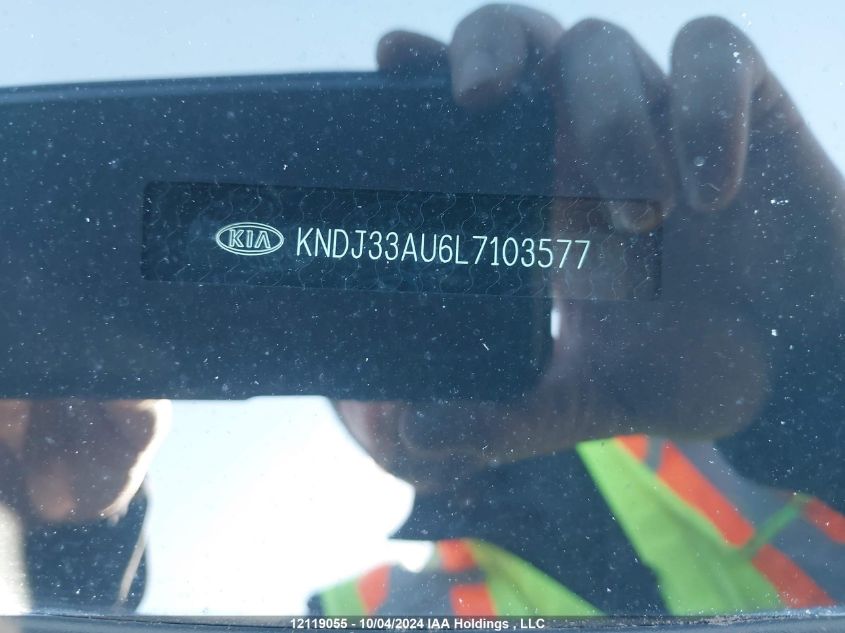 KIA KNDJ33AU6L7103577
12119055 - 10/04/2024 IAA Holdings , LLC